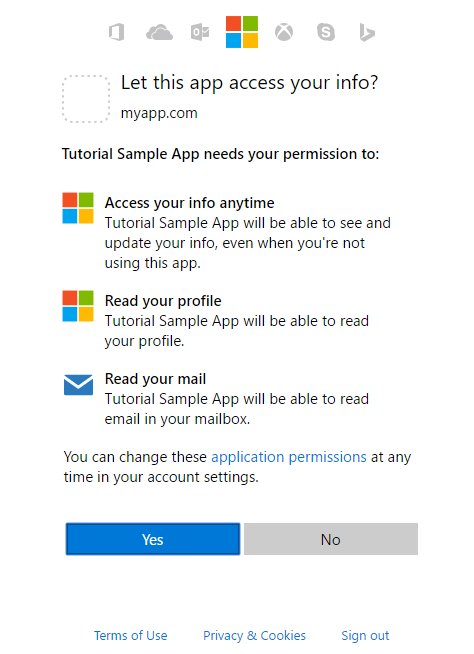 Let this app access your info?
myapp.com
Tutorial Sample App needs your permission to:
Access your info anytime
Tutorial Sample App will be able to see and
update your info, even when you're not
using this app.
Read your profile
Tutorial Sample App will be able to read
your profile.
Read your mail
Tutorial Sample App will be able to read
email in your mailbox.
You can change these application permissions at any
time in your account settings.
Yes No
Terms of Use Privacy & Cookies Sign out